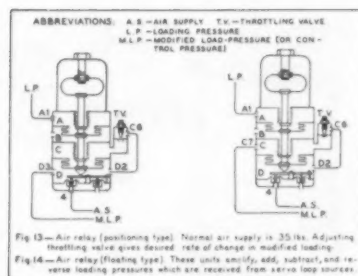 ABBREVIATIONS: A.S.—AIR SUPPLY T.V.—THROTTLING VALVE
L.P.—LOADING PRESSURE
M.L.P.—MODIFIED LOAD-PRESSURE (OR CON-
TROL PRESSURE)
L.P.
A1
A
B
C
D3
D
T.V.
C6
D2
4
A.S.
M.L.P.
L.P.
A1
A
B
C7
C
D
T.V.
C6
D2
4
A.S.
M.L.P.
Fig. 13—Air relay (positioning type). Normal air supply is 35 lbs. Adjusting
throttling valve gives desired rate of change in modified loading.
Fig. 14—Air relay (floating type). These units amplify, add, subtract, and re-
verse loading pressures which are received from servo loop sources.